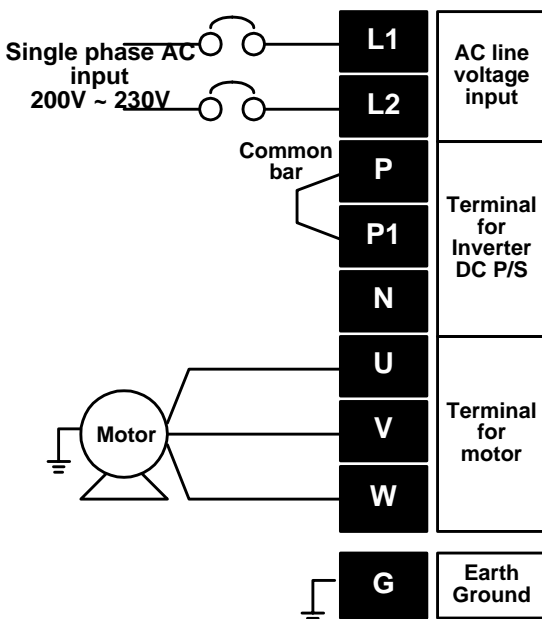 Single phase AC
input
200V ~ 230V
L1
L2
AC line
voltage
input
Common
bar
P
P1
N
Terminal
for
Inverter
DC P/S
Motor
U
V
W
Terminal
for
motor
G
Earth
Ground